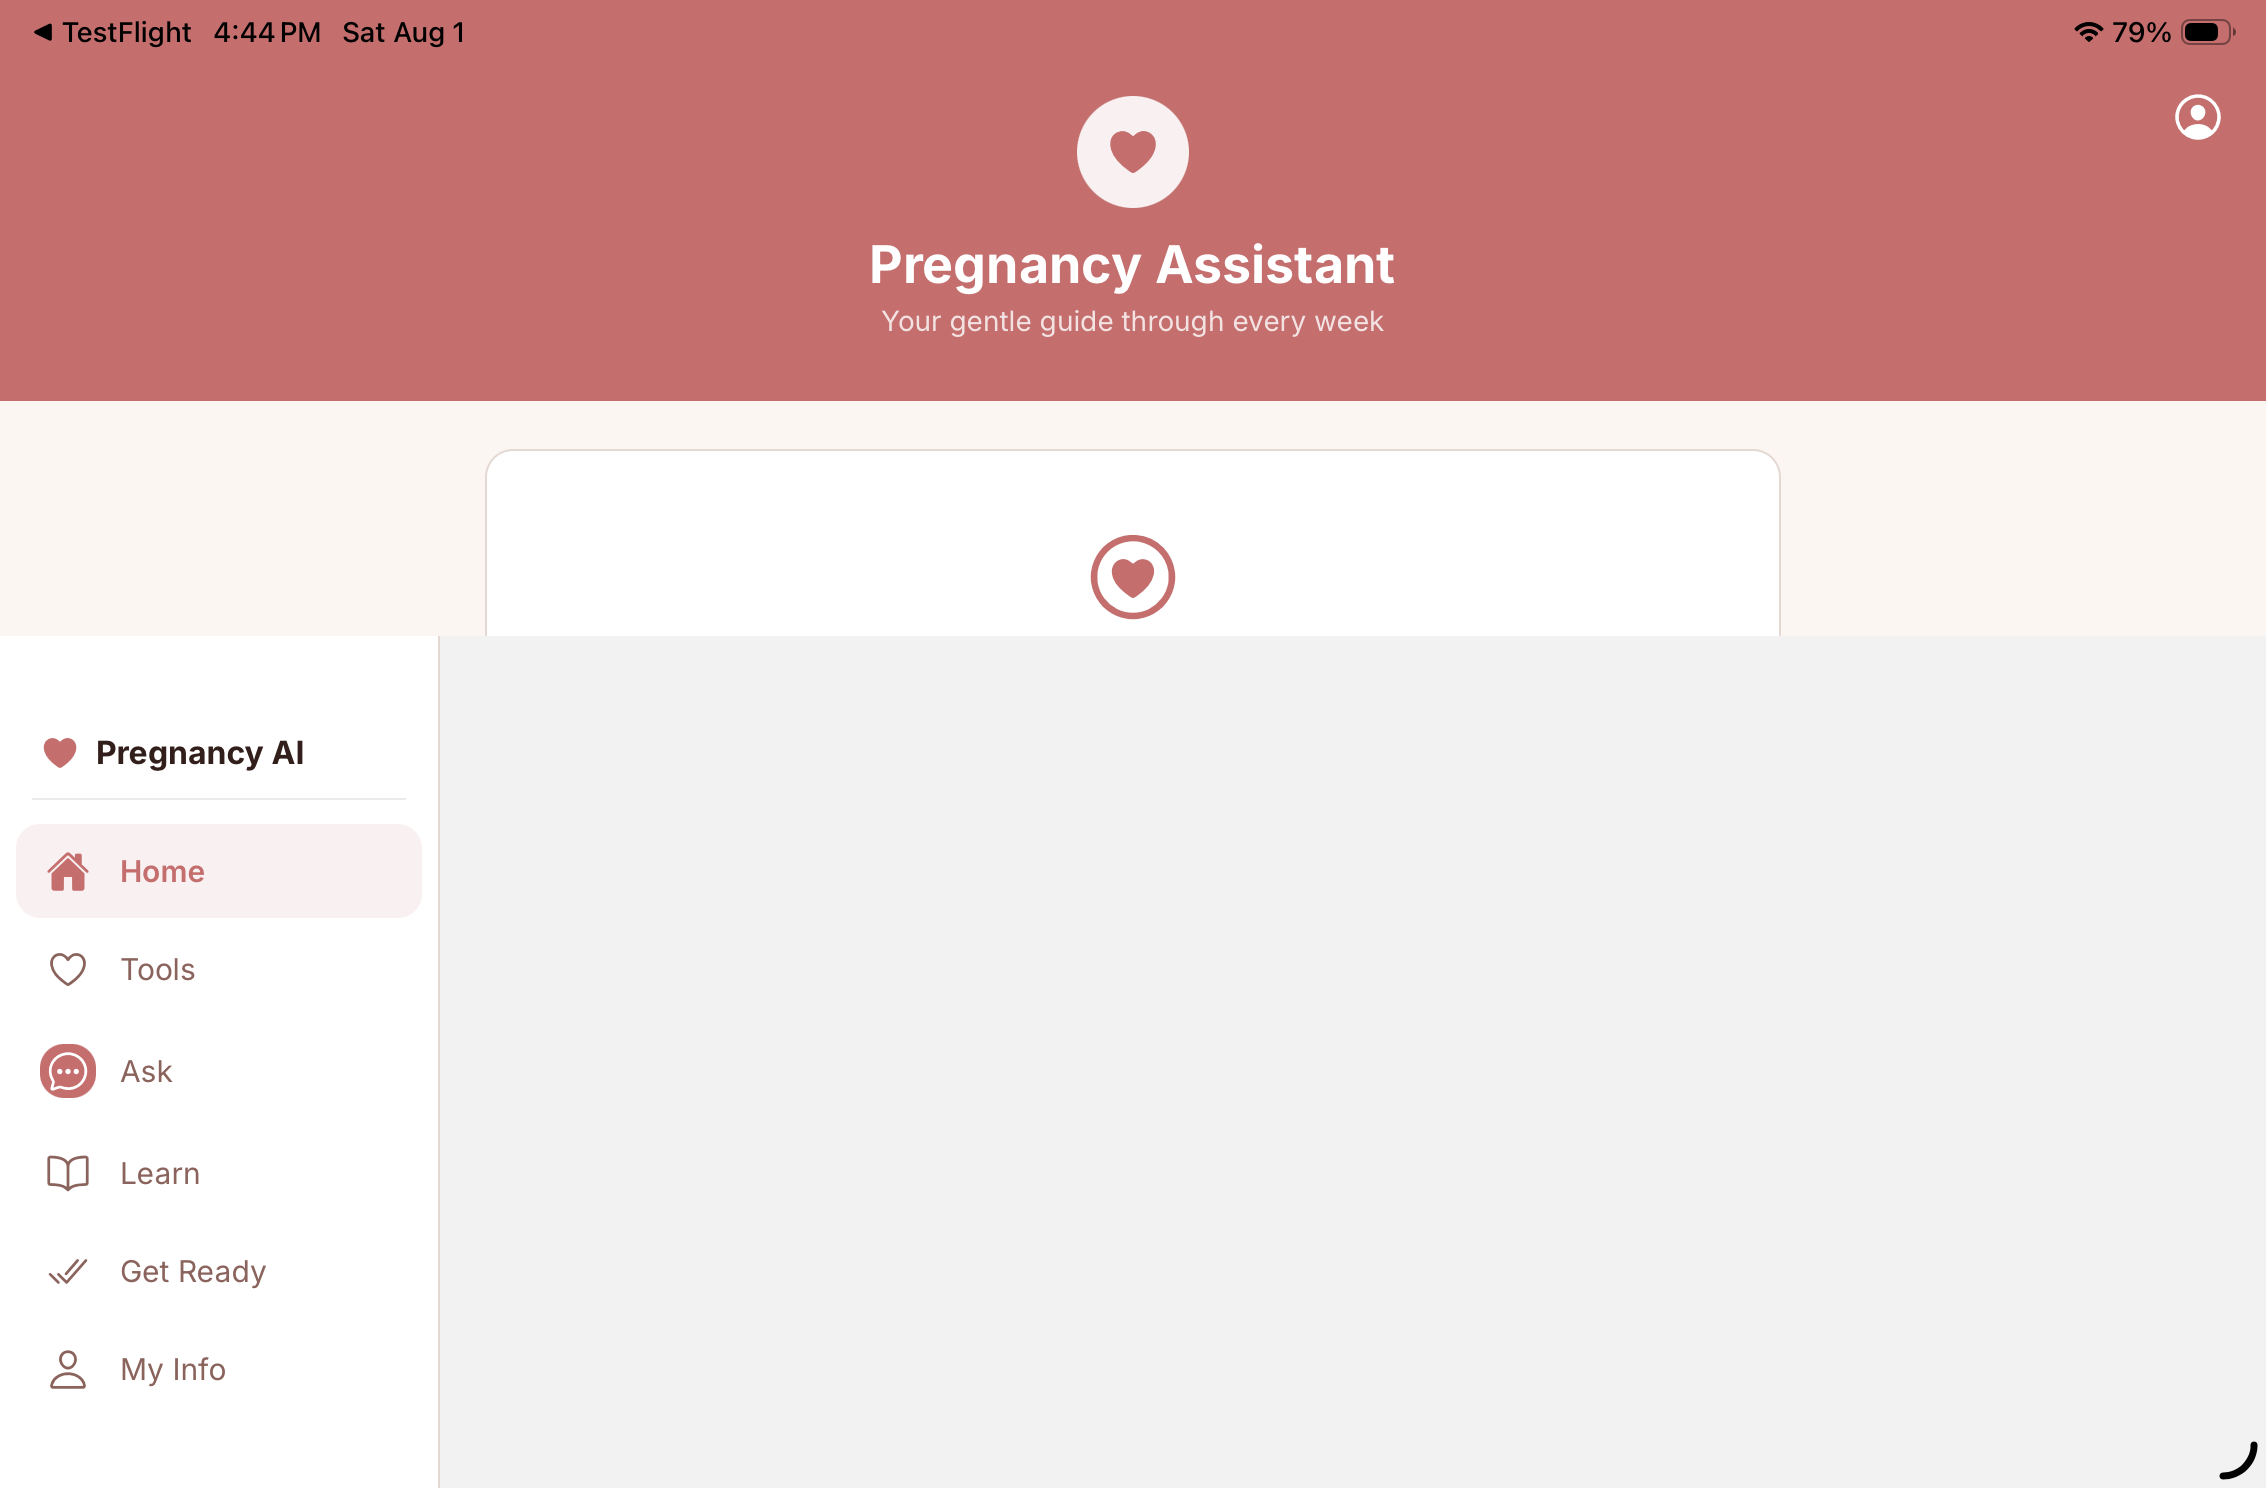 TestFlight 4:44 PM Sat Aug 1 79%
Pregnancy Assistant
Your gentle guide through every week
Pregnancy AI
Home
Tools
Ask
Learn
Get Ready
My Info